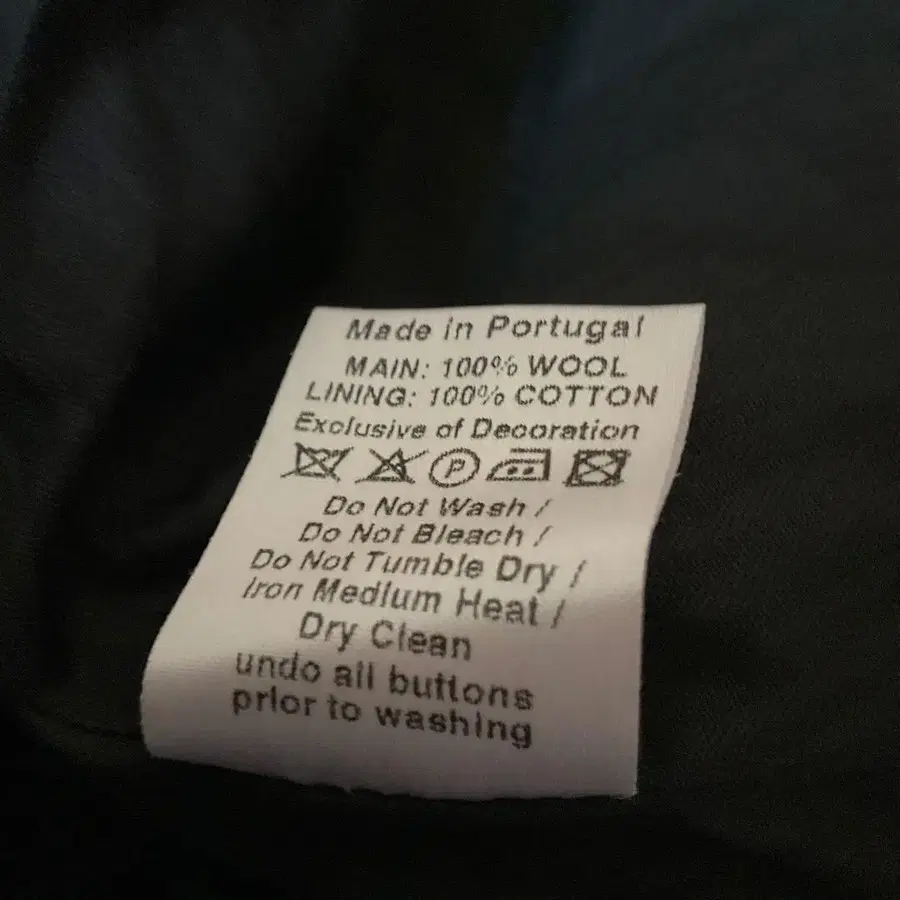 Made in Portugal
MAIN: 100% WOOL
LINING: 100% COTTON
Exclusive of Decoration
P
Do Not Wash /
Do Not Bleach /
Do Not Tumble Dry /
Iron Medium Heat /
Dry Clean
undo all buttons
prior to washing